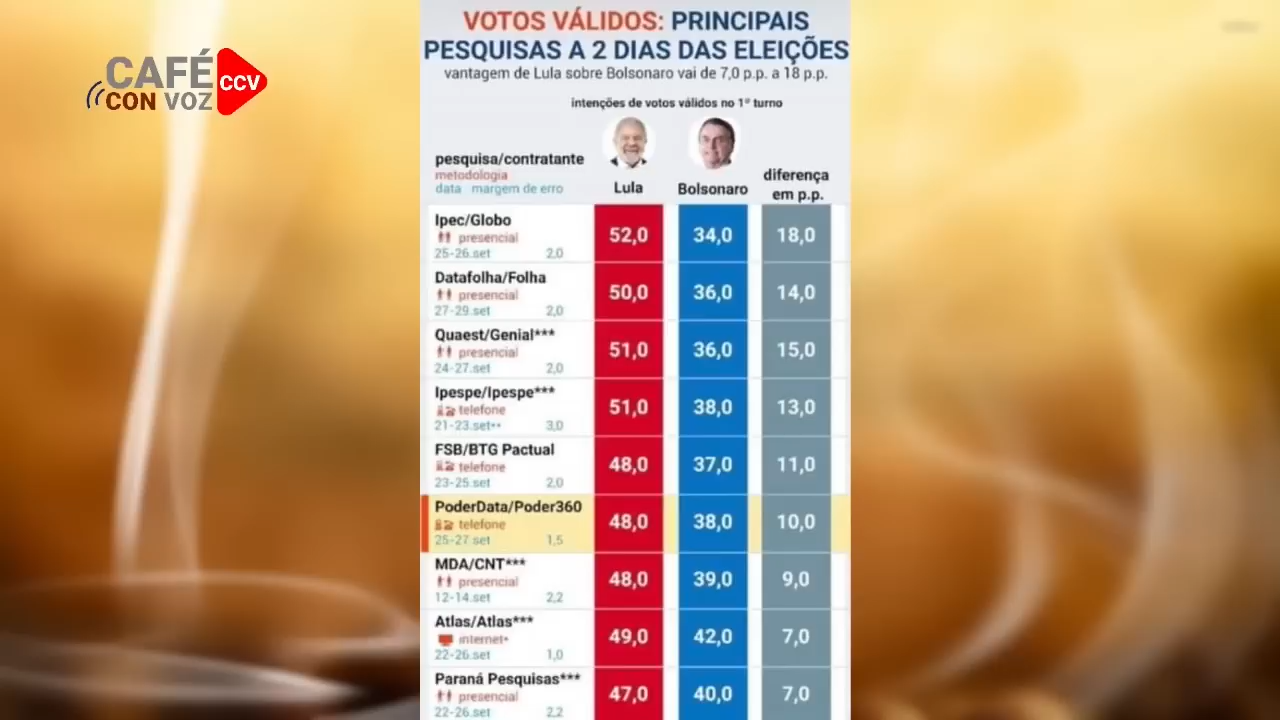 CAFÉ
CON VOZ
CCV
VOTOS VÁLIDOS: PRINCIPAIS
PESQUISAS A 2 DIAS DAS ELEIÇÕES
vantagem de Lula sobre Bolsonaro vai de 7,0 p.p. a 18 p.p.
intenções de votos válidos no 1º turno
pesquisa/contratante
metodologia
data margem de erro
Lula
Bolsonaro
diferença
em p.p.
Ipec/Globo
presencial
25-26.set 2,0
52,0 34,0 18,0
Datafolha/Folha
presencial
27-29.set 2,0
50,0 36,0 14,0
Quaest/Genial***
presencial
24-27.set 2,0
51,0 36,0 15,0
Ipespe/Ipespe***
telefone
21-23.set** 3,0
51,0 38,0 13,0
FSB/BTG Pactual
telefone
23-25.set 2,0
48,0 37,0 11,0
PoderData/Poder360
telefone
25-27.set 1,5
48,0 38,0 10,0
MDA/CNT***
presencial
12-14.set 2,2
48,0 39,0 9,0
Atlas/Atlas***
internet*
22-26.set 1,0
49,0 42,0 7,0
Paraná Pesquisas***
presencial
22-26.set 2,2
47,0 40,0 7,0